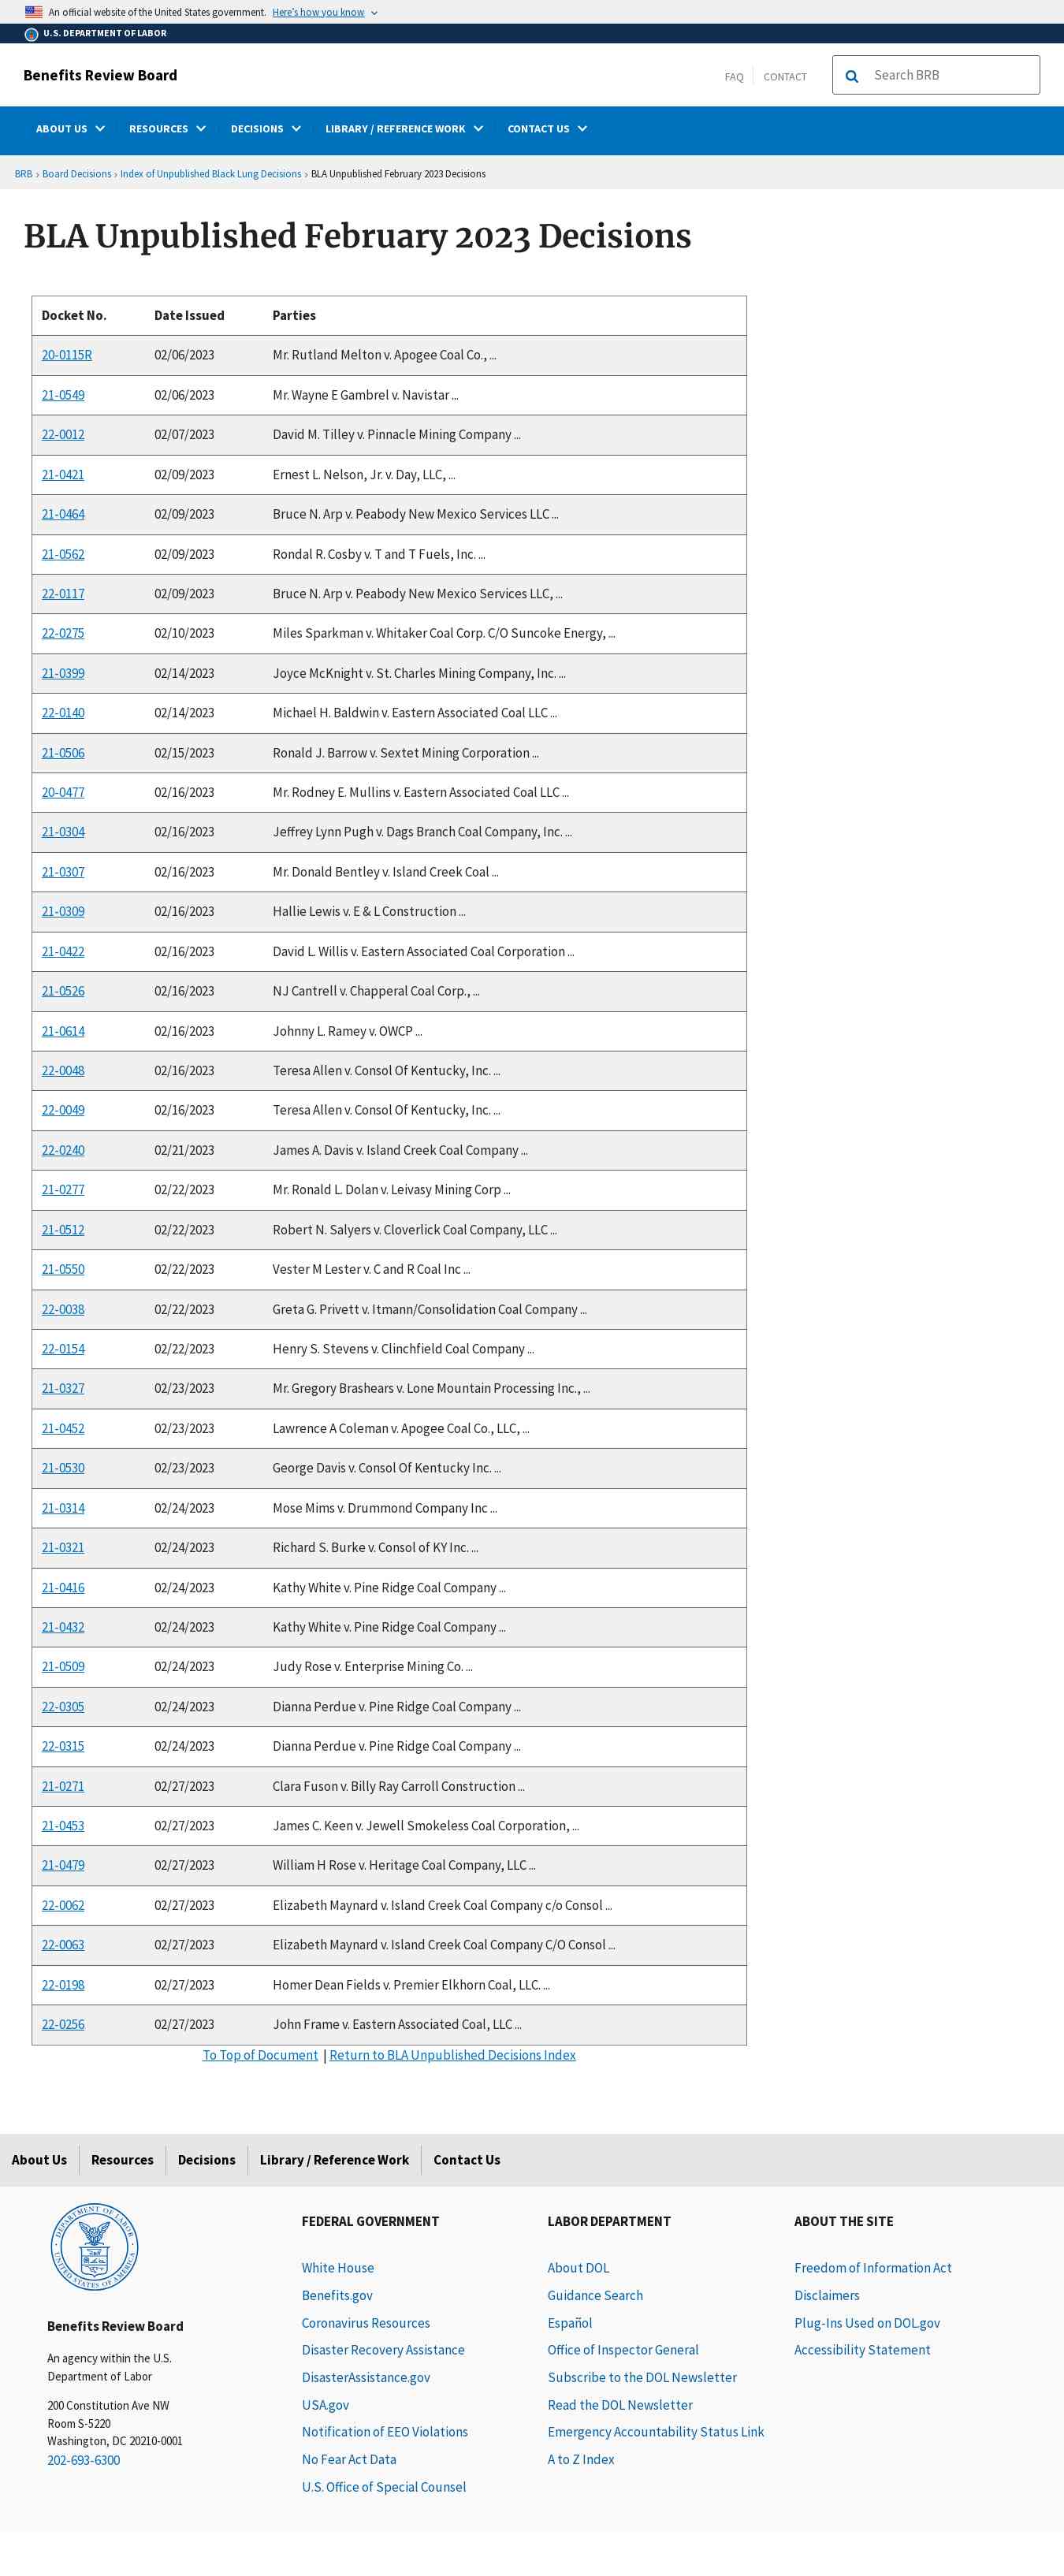 An official website of the United States government. Here's how you know
U.S. DEPARTMENT OF LABOR
Benefits Review Board
FAQ
CONTACT
Search BRB
ABOUT US
RESOURCES
DECISIONS
LIBRARY / REFERENCE WORK
CONTACT US
BRB › Board Decisions › Index of Unpublished Black Lung Decisions › BLA Unpublished February 2023 Decisions
BLA Unpublished February 2023 Decisions
Docket No. Date Issued Parties
20-0115R 02/06/2023 Mr. Rutland Melton v. Apogee Coal Co., ...
21-0549 02/06/2023 Mr. Wayne E Gambrel v. Navistar ...
22-0012 02/07/2023 David M. Tilley v. Pinnacle Mining Company ...
21-0421 02/09/2023 Ernest L. Nelson, Jr. v. Day, LLC, ...
21-0464 02/09/2023 Bruce N. Arp v. Peabody New Mexico Services LLC ...
21-0562 02/09/2023 Rondal R. Cosby v. T and T Fuels, Inc. ...
22-0117 02/09/2023 Bruce N. Arp v. Peabody New Mexico Services LLC, ...
22-0275 02/10/2023 Miles Sparkman v. Whitaker Coal Corp. C/O Suncoke Energy, ...
21-0399 02/14/2023 Joyce McKnight v. St. Charles Mining Company, Inc. ...
22-0140 02/14/2023 Michael H. Baldwin v. Eastern Associated Coal LLC ...
21-0506 02/15/2023 Ronald J. Barrow v. Sextet Mining Corporation ...
20-0477 02/16/2023 Mr. Rodney E. Mullins v. Eastern Associated Coal LLC ...
21-0304 02/16/2023 Jeffrey Lynn Pugh v. Dags Branch Coal Company, Inc. ...
21-0307 02/16/2023 Mr. Donald Bentley v. Island Creek Coal ...
21-0309 02/16/2023 Hallie Lewis v. E & L Construction ...
21-0422 02/16/2023 David L. Willis v. Eastern Associated Coal Corporation ...
21-0526 02/16/2023 NJ Cantrell v. Chapperal Coal Corp., ...
21-0614 02/16/2023 Johnny L. Ramey v. OWCP ...
22-0048 02/16/2023 Teresa Allen v. Consol Of Kentucky, Inc. ...
22-0049 02/16/2023 Teresa Allen v. Consol Of Kentucky, Inc. ...
22-0240 02/21/2023 James A. Davis v. Island Creek Coal Company ...
21-0277 02/22/2023 Mr. Ronald L. Dolan v. Leivasy Mining Corp ...
21-0512 02/22/2023 Robert N. Salyers v. Cloverlick Coal Company, LLC ...
21-0550 02/22/2023 Vester M Lester v. C and R Coal Inc ...
22-0038 02/22/2023 Greta G. Privett v. Itmann/Consolidation Coal Company ...
22-0154 02/22/2023 Henry S. Stevens v. Clinchfield Coal Company ...
21-0327 02/23/2023 Mr. Gregory Brashears v. Lone Mountain Processing Inc., ...
21-0452 02/23/2023 Lawrence A Coleman v. Apogee Coal Co., LLC, ...
21-0530 02/23/2023 George Davis v. Consol Of Kentucky Inc. ...
21-0314 02/24/2023 Mose Mims v. Drummond Company Inc ...
21-0321 02/24/2023 Richard S. Burke v. Consol of KY Inc. ...
21-0416 02/24/2023 Kathy White v. Pine Ridge Coal Company ...
21-0432 02/24/2023 Kathy White v. Pine Ridge Coal Company ...
21-0509 02/24/2023 Judy Rose v. Enterprise Mining Co. ...
22-0305 02/24/2023 Dianna Perdue v. Pine Ridge Coal Company ...
22-0315 02/24/2023 Dianna Perdue v. Pine Ridge Coal Company ...
21-0271 02/27/2023 Clara Fuson v. Billy Ray Carroll Construction ...
21-0453 02/27/2023 James C. Keen v. Jewell Smokeless Coal Corporation, ...
21-0479 02/27/2023 William H Rose v. Heritage Coal Company, LLC ...
22-0062 02/27/2023 Elizabeth Maynard v. Island Creek Coal Company c/o Consol ...
22-0063 02/27/2023 Elizabeth Maynard v. Island Creek Coal Company C/O Consol ...
22-0198 02/27/2023 Homer Dean Fields v. Premier Elkhorn Coal, LLC. ...
22-0256 02/27/2023 John Frame v. Eastern Associated Coal, LLC ...
To Top of Document | Return to BLA Unpublished Decisions Index
About Us
Resources
Decisions
Library / Reference Work
Contact Us
DEPARTMENT OF LABOR
UNITED STATES OF AMERICA
Benefits Review Board
An agency within the U.S.
Department of Labor
200 Constitution Ave NW
Room S-5220
Washington, DC 20210-0001
202-693-6300
FEDERAL GOVERNMENT
White House
Benefits.gov
Coronavirus Resources
Disaster Recovery Assistance
DisasterAssistance.gov
USA.gov
Notification of EEO Violations
No Fear Act Data
U.S. Office of Special Counsel
LABOR DEPARTMENT
About DOL
Guidance Search
Español
Office of Inspector General
Subscribe to the DOL Newsletter
Read the DOL Newsletter
Emergency Accountability Status Link
A to Z Index
ABOUT THE SITE
Freedom of Information Act
Disclaimers
Plug-Ins Used on DOL.gov
Accessibility Statement